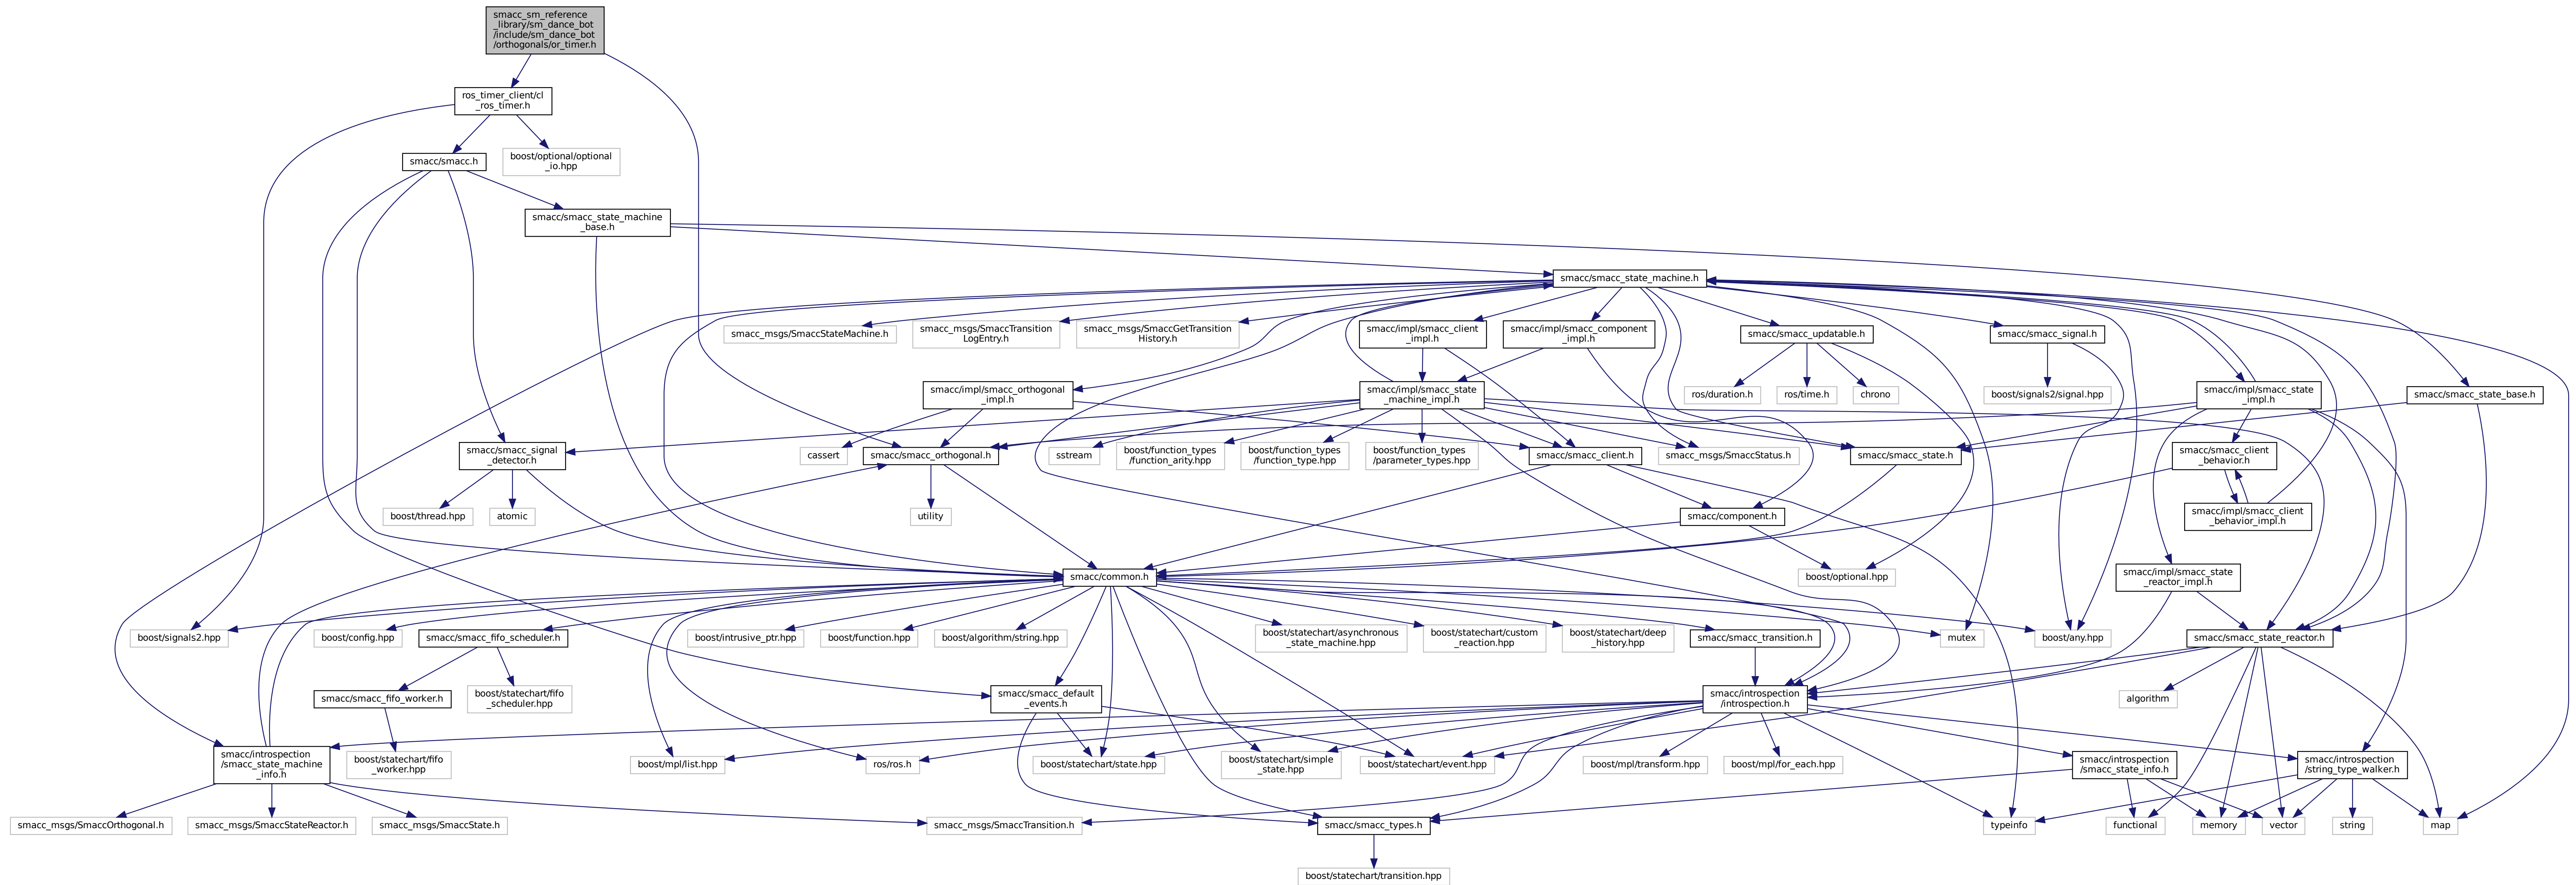 smacc_sm_reference
_library/sm_dance_bot
/include/sm_dance_bot
/orthogonals/or_timer.h
ros_timer_client/cl
_ros_timer.h
smacc/smacc.h
boost/optional/optional
_io.hpp
smacc/smacc_state_machine
_base.h
smacc/smacc_state_machine.h
smacc_msgs/SmaccStateMachine.h
smacc_msgs/SmaccTransition
LogEntry.h
smacc_msgs/SmaccGetTransition
History.h
smacc/impl/smacc_client
_impl.h
smacc/impl/smacc_component
_impl.h
smacc/smacc_updatable.h
smacc/smacc_signal.h
smacc/impl/smacc_orthogonal
_impl.h
smacc/impl/smacc_state
_machine_impl.h
ros/duration.h
ros/time.h
chrono
boost/signals2/signal.hpp
smacc/impl/smacc_state
_impl.h
smacc/smacc_state_base.h
smacc/smacc_signal
_detector.h
cassert
smacc/smacc_orthogonal.h
sstream
boost/function_types
/function_arity.hpp
boost/function_types
/function_type.hpp
boost/function_types
/parameter_types.hpp
smacc/smacc_client.h
smacc_msgs/SmaccStatus.h
smacc/smacc_state.h
smacc/smacc_client
_behavior.h
boost/thread.hpp
atomic
utility
smacc/component.h
smacc/impl/smacc_client
_behavior_impl.h
smacc/common.h
boost/optional.hpp
smacc/impl/smacc_state
_reactor_impl.h
boost/signals2.hpp
boost/config.hpp
smacc/smacc_fifo_scheduler.h
boost/intrusive_ptr.hpp
boost/function.hpp
boost/algorithm/string.hpp
boost/statechart/asynchronous
_state_machine.hpp
boost/statechart/custom
_reaction.hpp
boost/statechart/deep
_history.hpp
smacc/smacc_transition.h
mutex
boost/any.hpp
smacc/smacc_state_reactor.h
smacc/smacc_fifo_worker.h
boost/statechart/fifo
_scheduler.hpp
smacc/smacc_default
_events.h
smacc/introspection
/introspection.h
algorithm
smacc/introspection
/smacc_state_machine
_info.h
boost/statechart/fifo
_worker.hpp
boost/mpl/list.hpp
ros/ros.h
boost/statechart/state.hpp
boost/statechart/simple
_state.hpp
boost/statechart/event.hpp
boost/mpl/transform.hpp
boost/mpl/for_each.hpp
smacc/introspection
/smacc_state_info.h
smacc/introspection
/string_type_walker.h
smacc_msgs/SmaccOrthogonal.h
smacc_msgs/SmaccStateReactor.h
smacc_msgs/SmaccState.h
smacc_msgs/SmaccTransition.h
smacc/smacc_types.h
typeinfo
functional
memory
vector
string
map
boost/statechart/transition.hpp